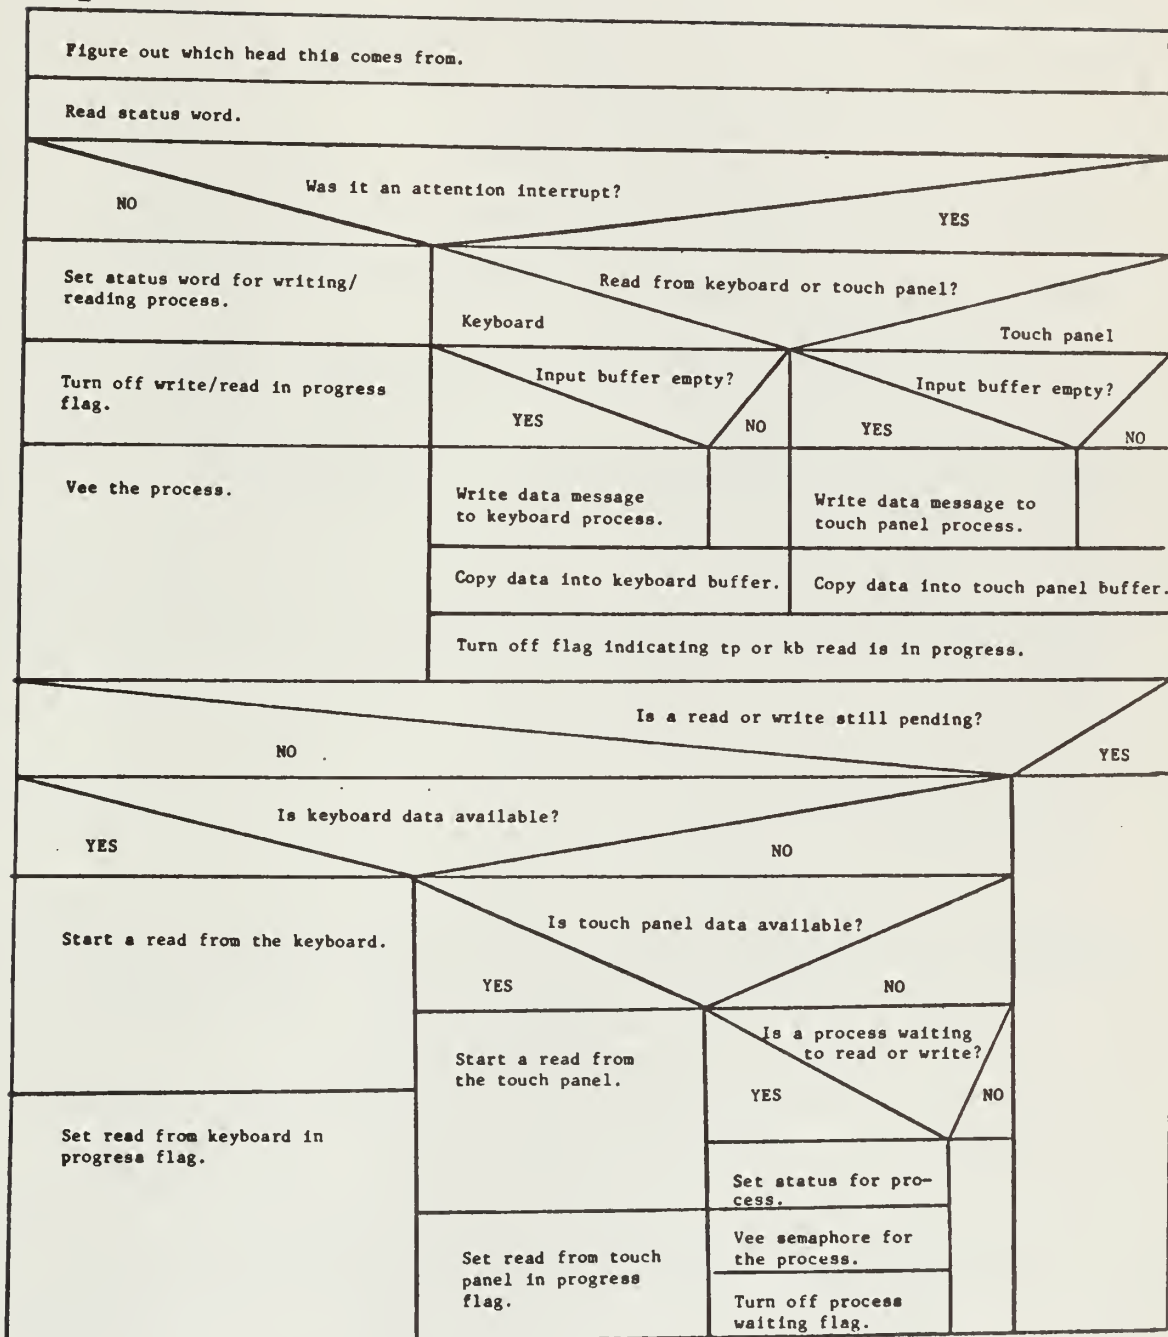 Figure out which head this comes from.
Read status word.
Was it an attention interrupt?
NO
YES
Set status word for writing/
reading process.
Read from keyboard or touch panel?
Keyboard
Touch panel
Turn off write/read in progress
flag.
Input buffer empty?
YES
NO
Input buffer empty?
YES
NO
Vee the process.
Write data message
to keyboard process.
Write data message to
touch panel process.
Copy data into keyboard buffer.
Copy data into touch panel buffer.
Turn off flag indicating tp or kb read is in progress.
Is a read or write still pending?
NO
YES
Is keyboard data available?
YES
NO
Start a read from the keyboard.
Is touch panel data available?
YES
NO
Start a read from
the touch panel.
Is a process waiting
to read or write?
YES
NO
Set read from keyboard in
progress flag.
Set status for pro-
cess.
Set read from touch
panel in progress
flag.
Vee semaphore for
the process.
Turn off process
waiting flag.